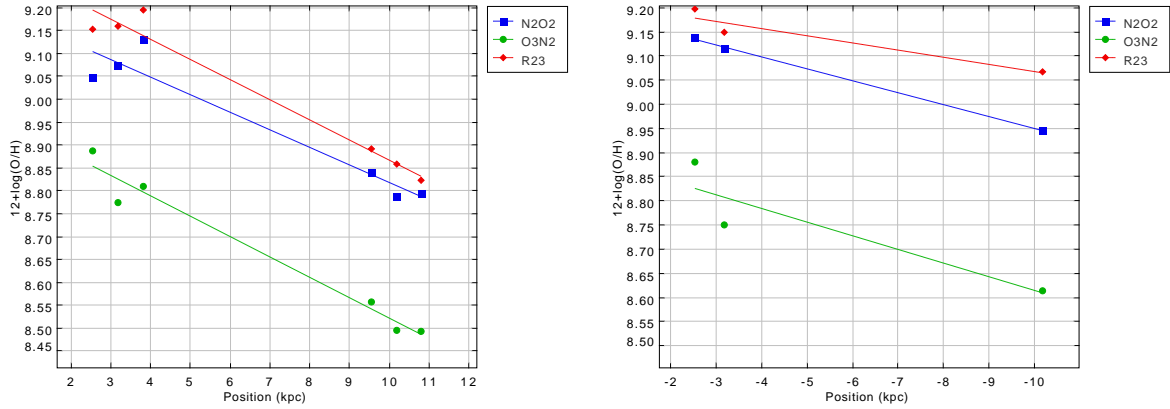 9.20
9.15
9.10
9.05
9.00
8.95
8.90
8.85
8.80
8.75
8.70
8.65
8.60
8.55
8.50
8.45
12+log(O/H)
2 3 4 5 6 7 8 9 10 11 12
Position (kpc)
N2O2
O3N2
R23
9.20
9.15
9.10
9.05
9.00
8.95
8.90
8.85
8.80
8.75
8.70
8.65
8.60
8.55
8.50
12+log(O/H)
-2 -3 -4 -5 -6 -7 -8 -9 -10
Position (kpc)
N2O2
O3N2
R23